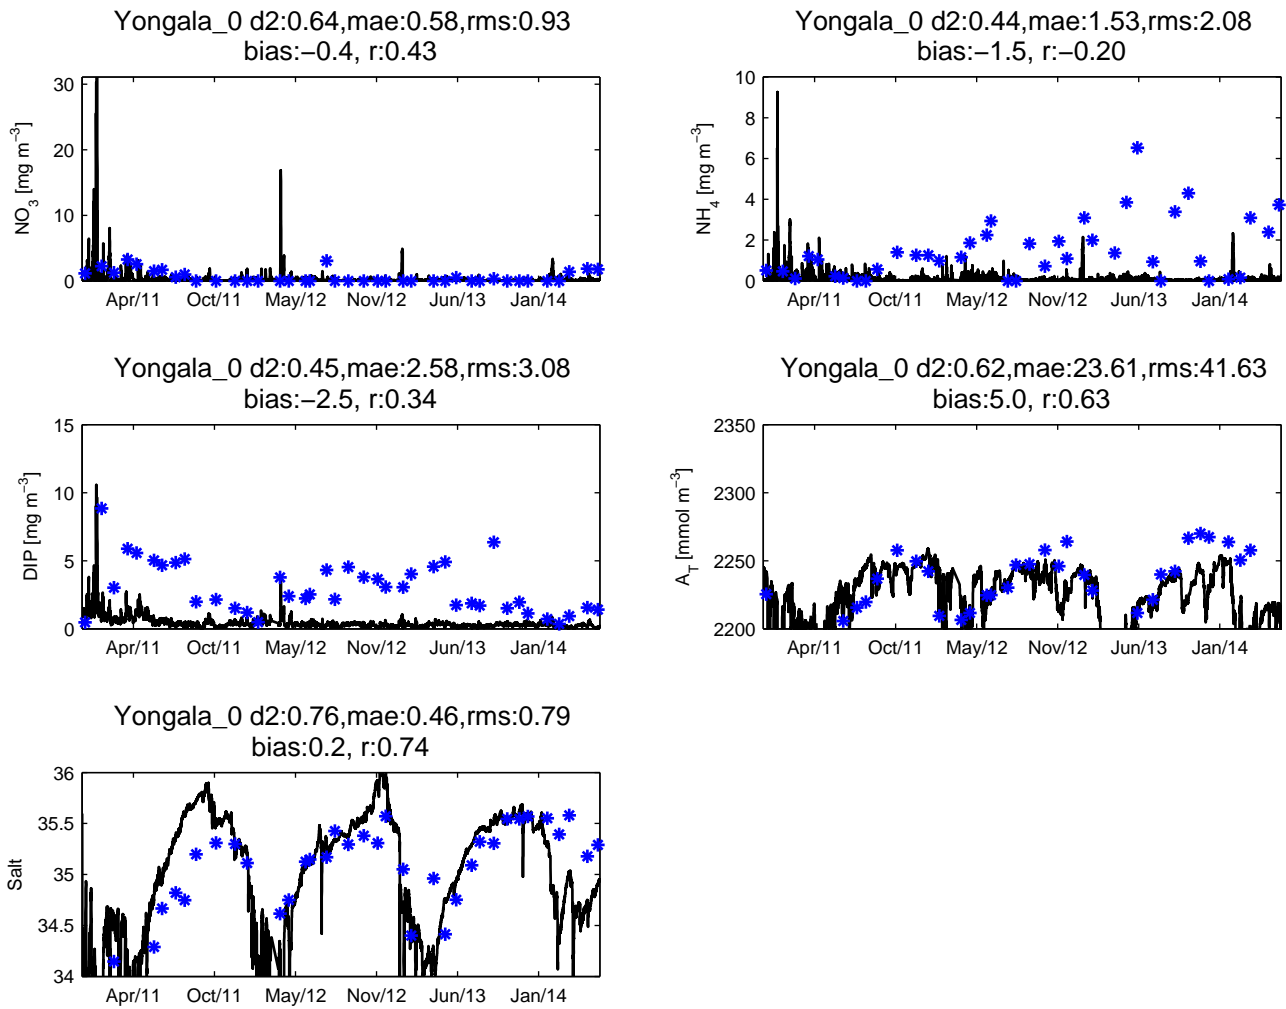 Yongala_0 d2:0.64,mae:0.58,rms:0.93
bias:−0.4, r:0.43
NO3 [mg m−3]
30
20
10
0
Apr/11 Oct/11 May/12 Nov/12 Jun/13 Jan/14
Yongala_0 d2:0.44,mae:1.53,rms:2.08
bias:−1.5, r:−0.20
NH4 [mg m−3]
10
8
6
4
2
0
Apr/11 Oct/11 May/12 Nov/12 Jun/13 Jan/14
Yongala_0 d2:0.45,mae:2.58,rms:3.08
bias:−2.5, r:0.34
DIP [mg m−3]
15
10
5
0
Apr/11 Oct/11 May/12 Nov/12 Jun/13 Jan/14
Yongala_0 d2:0.62,mae:23.61,rms:41.63
bias:5.0, r:0.63
AT [mmol m−3]
2350
2300
2250
2200
Apr/11 Oct/11 May/12 Nov/12 Jun/13 Jan/14
Yongala_0 d2:0.76,mae:0.46,rms:0.79
bias:0.2, r:0.74
Salt
36
35.5
35
34.5
34
Apr/11 Oct/11 May/12 Nov/12 Jun/13 Jan/14